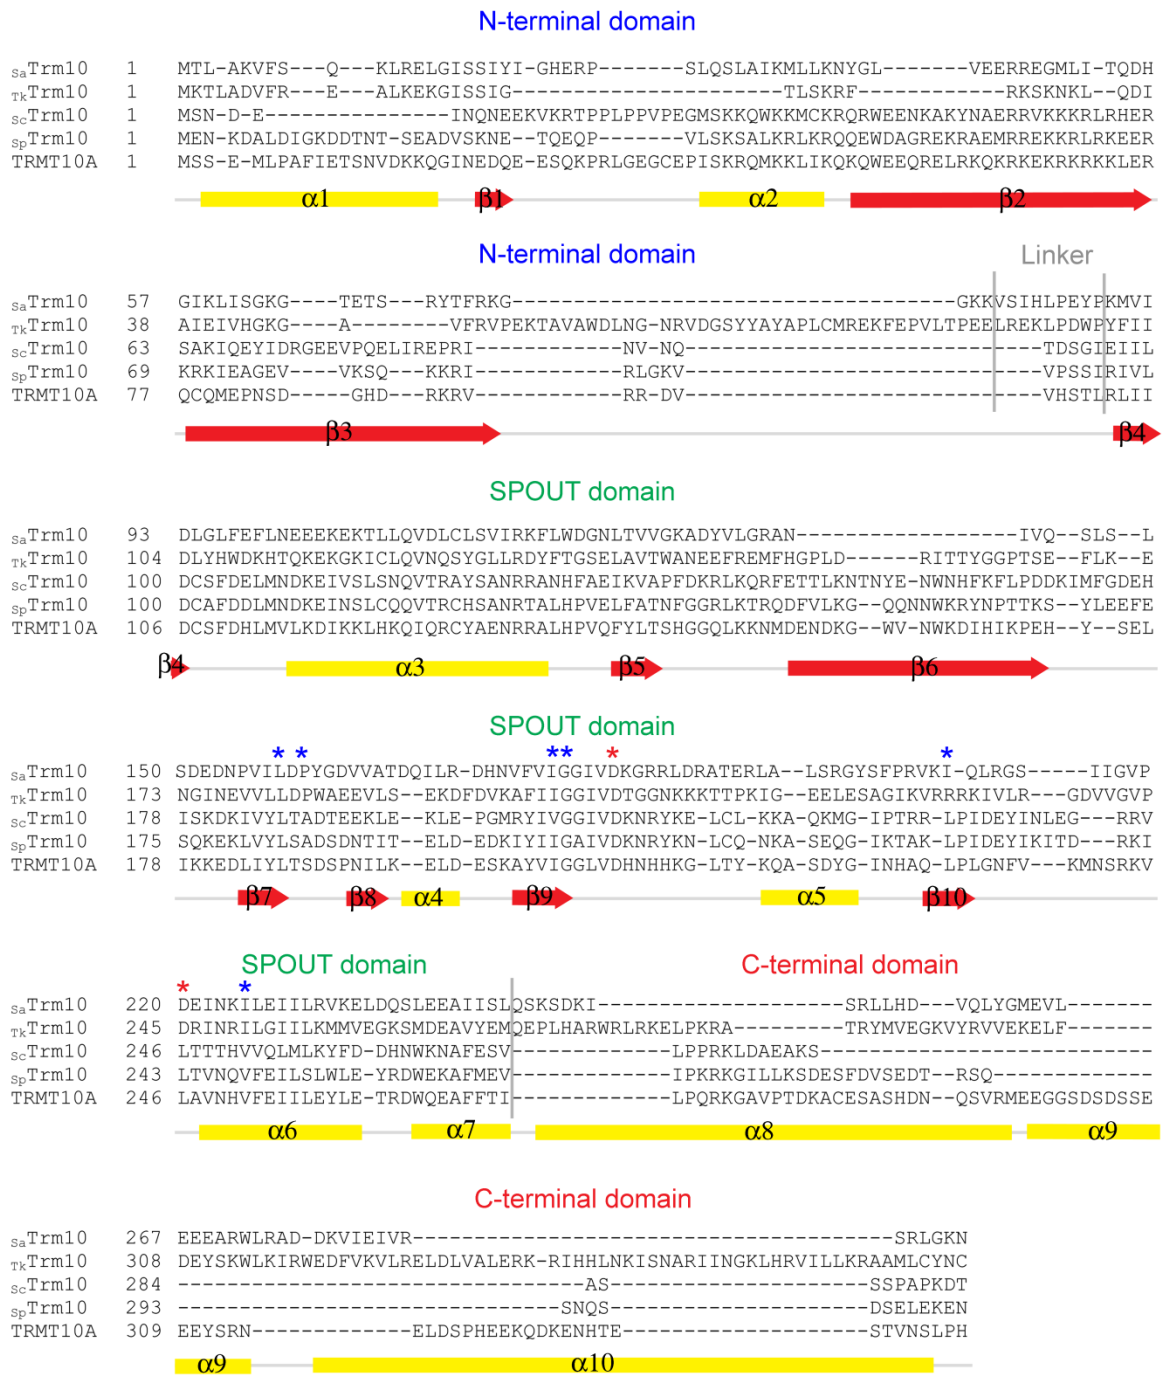 N-terminal domain
SaTrm10 1 MTL-AKVFS---Q---KLRELGISSIYI-GHERP------SLQSLAIKMLLKNYGL------VEERREGMLI-TQDH
TkTrm10 1 MKTLADVFR---E---ALKEKGISSIG----------------------TLSKRF----------RKSKNKL--QDI
ScTrm10 1 MSN-D-E---------------INQNEEKVKRTPPLPPVPEGMSKKQWKKMCKRQRWEENKAKYNAERRVKKKRLRHER
SpTrm10 1 MEN-KDALDIGKDDTNT-SEADVSKNE--TQEQP-----VLSKSALKRLKRQQEWDAGREKRAEMRREKKRLRKEER
TRMT10A 1 MSS-E-MLPAFIETSNVDKKQGINEDQE-ESQKPRLGEGCEPISKRQMKKLIKQKQWEEQRELRKQKRKEKRKRKKLER
α1 β1 α2 β2
N-terminal domain Linker
SaTrm10 57 GIKLISGKG----TETS---RYTFRKG------------------------------------GKKVSIHLPEYPKMVI
TkTrm10 38 AIEIVHGKG----A--------VFRVPEKTAVAWDLNG-NRVDGSYYAYAPLCMREKFEPVLTPEELREKLPDWPYFII
ScTrm10 63 SAKIQEYIDRGEEVPQELIREPRI------------NV-NQ-----------------------------TDSGIEIIL
SpTrm10 69 KRKIEAGEV----VKSQ---KKRI------------RLGKV-----------------------------VPSSIRIVL
TRMT10A 77 QCQMEPNSD-----GHD---RKRV------------RR-DV-----------------------------VHSTLRLII
β3 β4
SPOUT domain
SaTrm10 93 DLGLFEFLNEEEKEKTLLQVDLCLSVIRKFLWDGNLTVVGKADYVLGRAN------------------IVQ--SLS--L
TkTrm10 104 DLYHWDKHTQKEKGKICLQVNQSYGLLRDYFTGSELAVTWANEEFREMFHGPLD------RITTYGGPTSE--FLK--E
ScTrm10 100 DCSFDELMNDKEIVSLSNQVTRAYSANRRANHFAEIKVAPFDKRLKQRFETTLKNTNYE-NWNHFKFLPDDKIMFGDEH
SpTrm10 100 DCAFDDLMNDKEINSLCQQVTRCHSANRTALHPVELFATNFGGRLKTRQDFVLKG--QQNNWKRYNPTTKS--YLEEFE
TRMT10A 106 DCSFDHLMVLKDIKKLHKQIQRCYAENRRALHPVQFYLTSHGGQLKKNMDENDKG--WV-NWKDIHIKPEH--Y--SEL
β4 α3 β5 β6
SPOUT domain
* * ** * *
SaTrm10 150 SDEDNPVILDPYGDVVATDQILR-DHNVFVIGGIVDKGRRLDRATERLA--LSRGYSFPRVKI-QLRGS----IIGVP
TkTrm10 173 NGINEVVLLDPWAEEVLS--EKDFDVKAFIIGGIVDTGGNKKKTTPKIG--EELESAGIKVRRRKIVLR---GDVVGVP
ScTrm10 178 ISKDKIVYLTADTEEKLE--KLE-PGMRYIVGGIVDKNRYKE-LCL-KKA-QKMG-IPTRR-LPIDEYINLEG---RRV
SpTrm10 175 SQKEKLVYLSADSDNTIT--ELD-EDKIYIIGAIVDKNRYKN-LCQ-NKA-SEQG-IKTAK-LPIDEYIKITD---RKI
TRMT10A 178 IKKEDLIYLTSDSPNILK--ELD-ESKAYVIGGLVDHNHHKG-LTY-KQA-SDYG-INHAQ-LPLGNFV---KMNSRKV
β7 β8 α4 β9 α5 β10
SPOUT domain C-terminal domain
* *
SaTrm10 220 DEINKILEIILRVKELDQSLEEAIISLQSKSDKI--------------------SRLLHD---VQLYGMEVL-------
TkTrm10 245 DRINRILGIILKMMVEGKSMDEAVYEMQEPLHARWRLRKELPKRA---------TRYMVEGKVYRVVEKELF-------
ScTrm10 246 LTTTHVVQLMLKYFD-DHNWKNAFESV-------------LPPRKLDAEAKS---------------------------
SpTrm10 243 LTVNQVFEILSLWLE-YRDWEKAFMEV-------------IPKRKGILLKSDESFDVSEDT--RSQ-------------
TRMT10A 246 LAVNHVFEIILEYLE-TRDWQEAFFTI-------------LPQRKGAVPTDKACESASHDN--QSVRMEEGGSDSDSSE
α6 α7 α8 α9
C-terminal domain
SaTrm10 267 EEEARWLRAD-DKVIEIVR---------------------------------------SRLGKN
TkTrm10 308 DEYSKWLKIRWEDFVKVLRELDLVALERK-RIHHLNKISNARIINGKLHRVILLKRAAMLCYNC
ScTrm10 284 ---------------------------------AS---------------------SSPAPKDT
SpTrm10 293 -------------------------------SNQS---------------------DSELEKEN
TRMT10A 309 EEYSRN-------------ELDSPHEEKQDKENHTE--------------------STVNSLPH
α9 α10